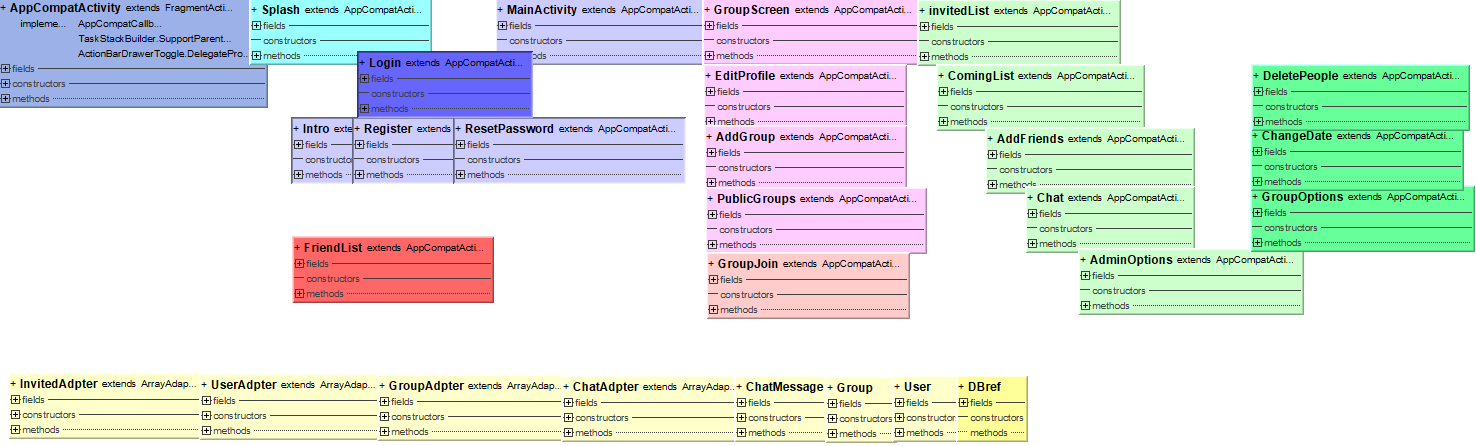 + AppCompatActivity extends FragmentActi...
impleme... AppCompatCallb...
TaskStackBuilder.SupportParent...
ActionBarDrawerToggle.DelegatePro...
fields
constructors
methods
+ Splash extends AppCompatActi...
fields
constructors
methods
+ Login extends AppCompatActi...
fields
constructors
methods
+ Intro exte
fields
constructo
methods
+ Register extends
fields
constructors
methods
+ ResetPassword extends AppCompatActi...
fields
constructors
methods
+ FriendList extends AppCompatActi...
fields
constructors
methods
+ MainActivity extends AppCompatActi...
fields
constructors
methods
+ GroupScreen extends AppCompatActi...
fields
constructors
methods
+ EditProfile extends AppCompatActi...
fields
constructors
methods
+ AddGroup extends AppCompatActi...
fields
constructors
methods
+ PublicGroups extends AppCompatActi...
fields
constructors
methods
+ GroupJoin extends AppCompatActi...
fields
constructors
methods
+ invitedList extends AppCompatActi...
fields
constructors
methods
+ ComingList extends AppCompatActi...
fields
constructors
methods
+ AddFriends extends AppCompatActi...
fields
constructors
methods
+ Chat extends AppCompatActi...
fields
constructors
methods
+ AdminOptions extends AppCompatActi...
fields
constructors
methods
+ DeletePeople extends AppCompatActi...
fields
constructors
methods
+ ChangeDate extends AppCompatActi...
fields
constructors
methods
+ GroupOptions extends AppCompatActi...
fields
constructors
methods
+ InvitedAdpter extends ArrayAdap...
fields
constructors
methods
+ UserAdpter extends ArrayAdap...
fields
constructors
methods
+ GroupAdpter extends ArrayAdap...
fields
constructors
methods
+ ChatAdpter extends ArrayAdap...
fields
constructors
methods
+ ChatMessage
fields
constructors
methods
+ Group
fields
constructors
methods
+ User
fields
constructors
methods
+ DBref
fields
constructors
methods